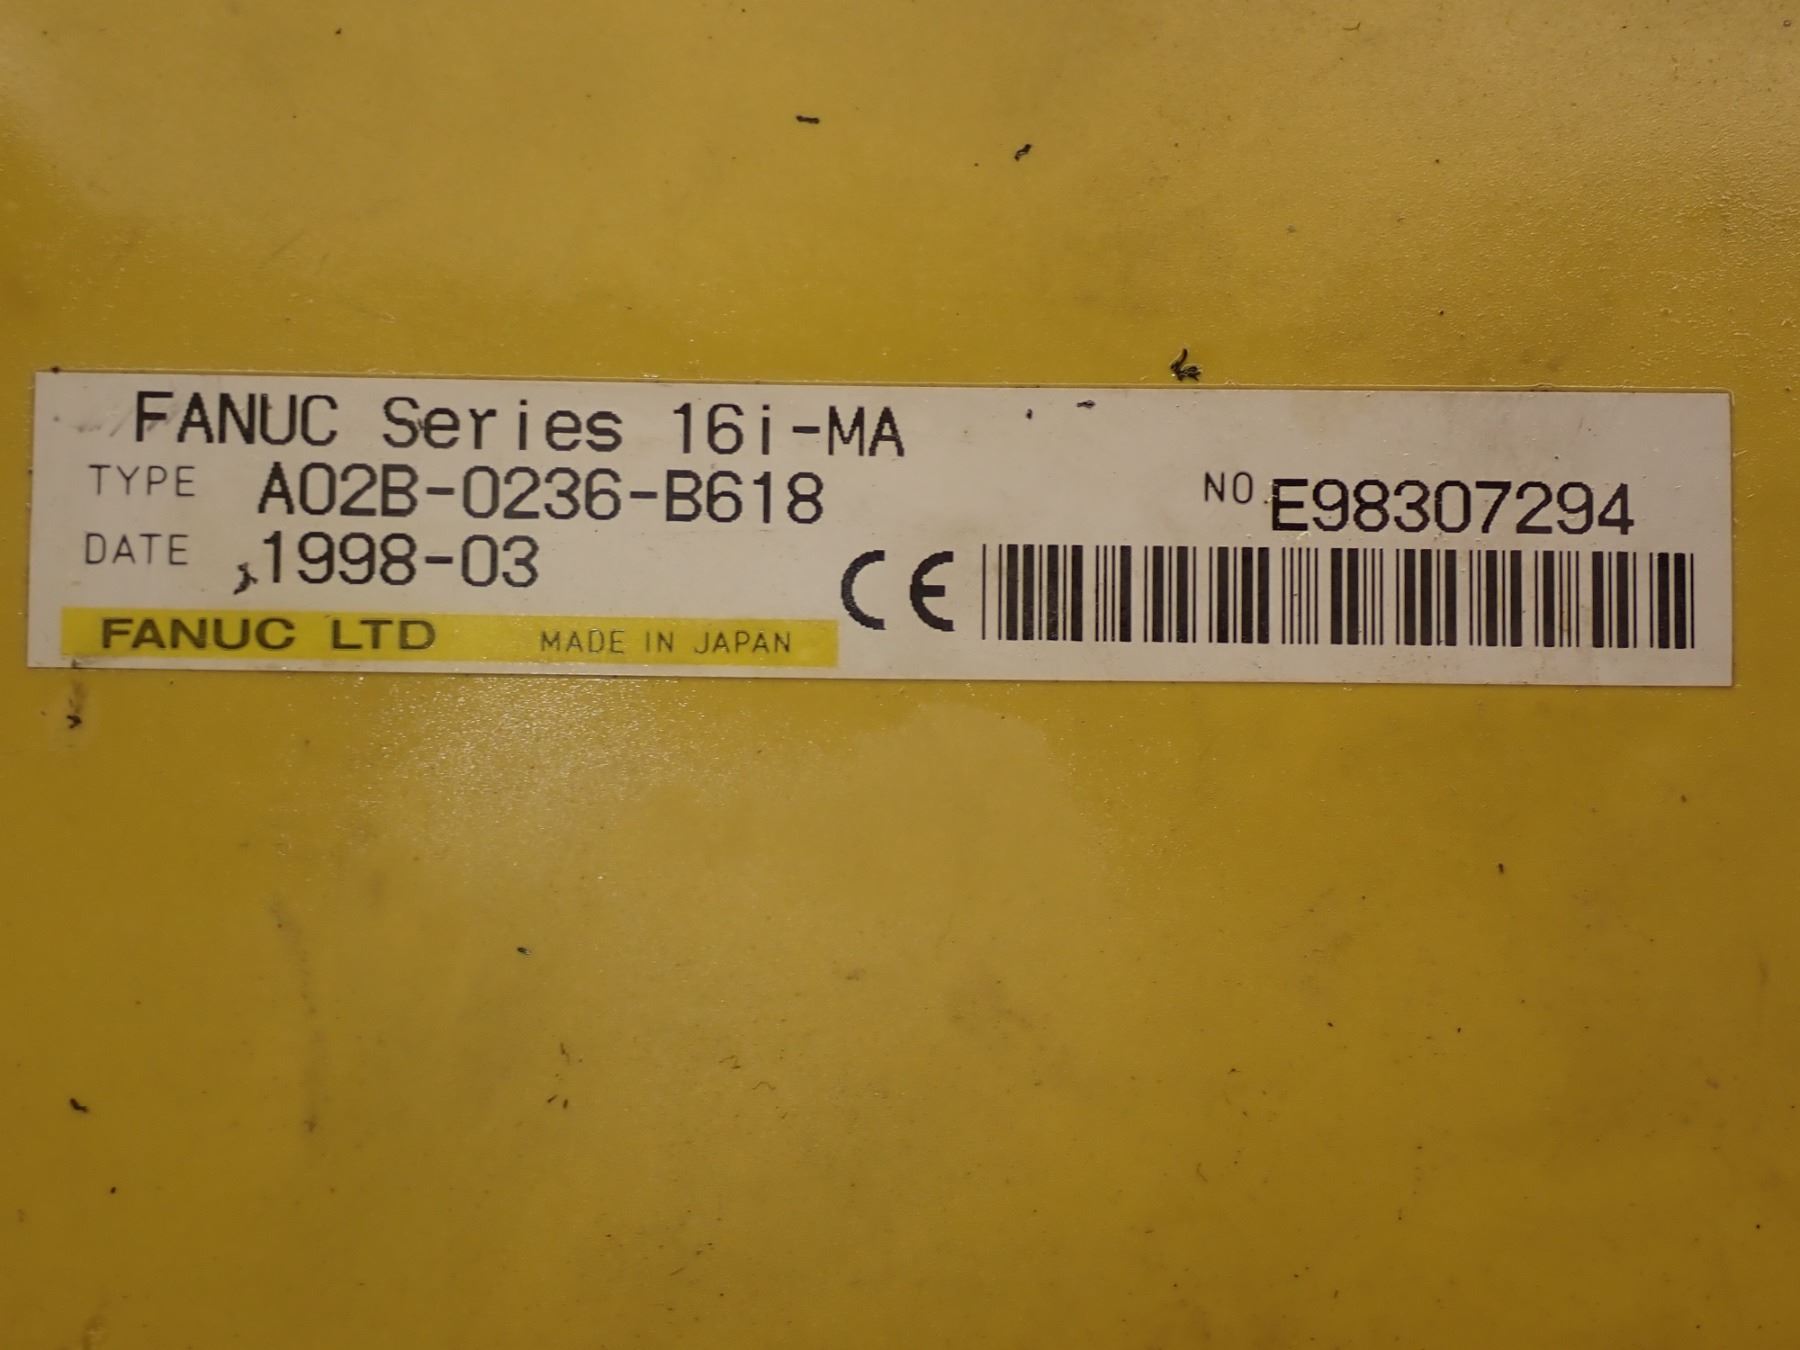 FANUC Series 16i-MA
TYPE A02B-0236-B618
NO. E98307294
DATE 1998-03
CE
FANUC LTD MADE IN JAPAN